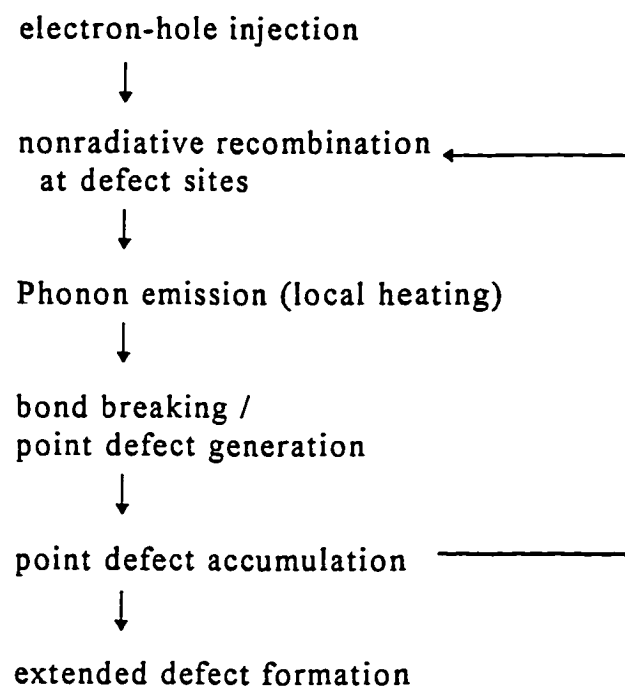 electron-hole injection
nonradiative recombination
at defect sites
Phonon emission (local heating)
bond breaking /
point defect generation
point defect accumulation
extended defect formation